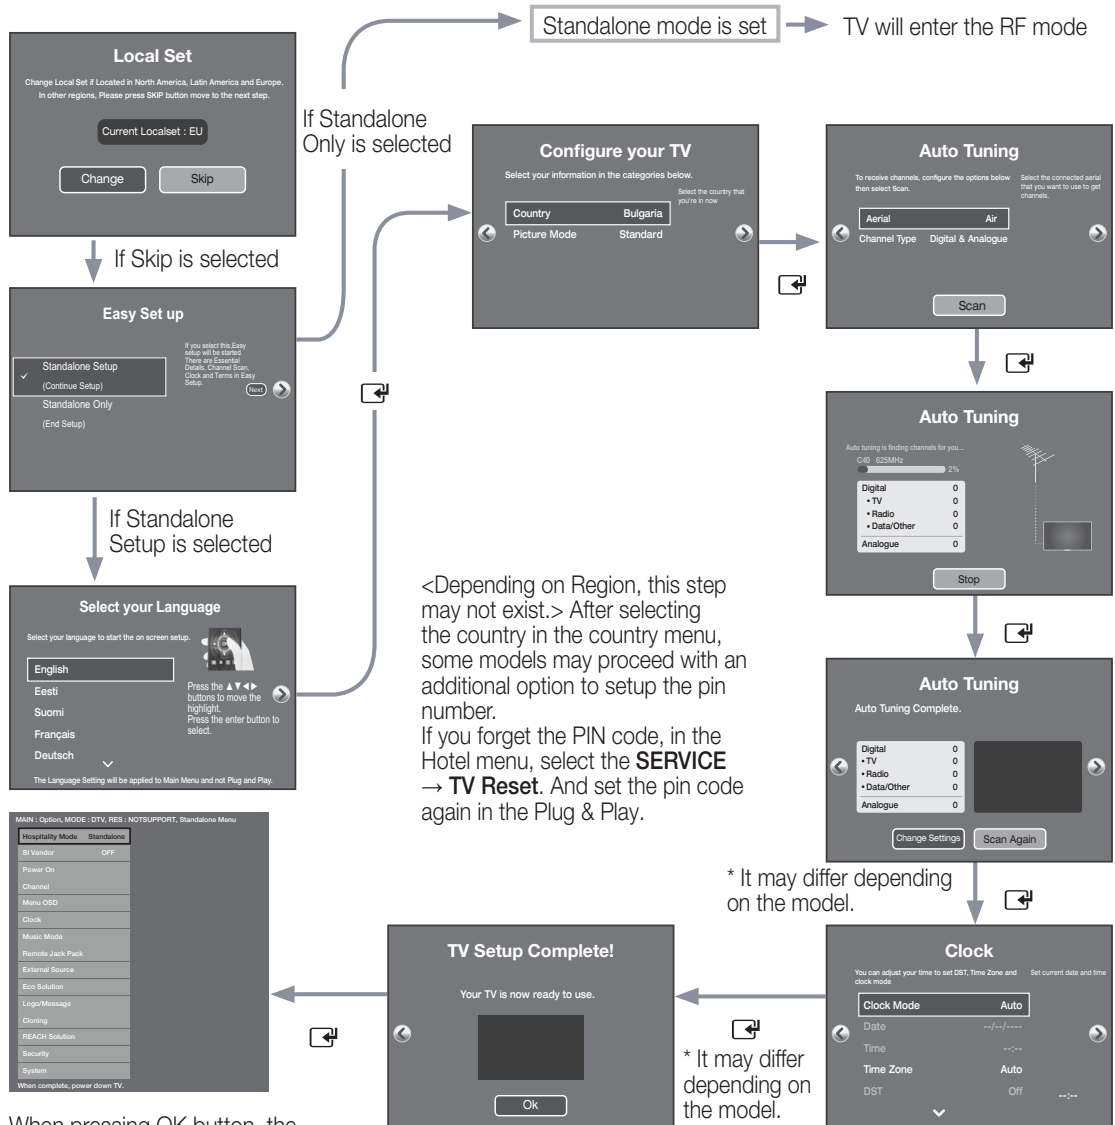 Standalone mode is set
TV will enter the RF mode
Local Set
Change Local Set if Located in North America, Latin America and Europe.
In other regions, Please press SKIP button move to the next step.
Current Localset : EU
Change
Skip
If Skip is selected
If Standalone
Only is selected
Easy Set up
✓ Standalone Setup
(Continue Setup)
Standalone Only
(End Setup)
If you select this,Easy
setup will be started.
There are Essential
Details, Channel Scan,
Clock and Terms in Easy
Setup.
Next
If Standalone
Setup is selected
Select your Language
Select your language to start the on screen setup.
English
Eesti
Suomi
Français
Deutsch
Press the ▲▼◄►
buttons to move the
highlight.
Press the enter button to
select.
The Language Setting will be applied to Main Menu and not Plug and Play.
Configure your TV
Select your information in the categories below.
Select the country that
you're in now
Country Bulgaria
Picture Mode Standard
Auto Tuning
To receive channels, configure the options below
then select Scan.
Select the connected aerial
that you want to use to get
channels.
Aerial Air
Channel Type Digital & Analogue
Scan
Auto Tuning
Auto tuning is finding channels for you...
C40 625MHz
2%
Digital 0
• TV 0
• Radio 0
• Data/Other 0
Analogue 0
Stop
<Depending on Region, this step
may not exist.> After selecting
the country in the country menu,
some models may proceed with an
additional option to setup the pin
number.
If you forget the PIN code, in the
Hotel menu, select the SERVICE
→ TV Reset. And set the pin code
again in the Plug & Play.
Auto Tuning
Auto Tuning Complete.
Digital 0
• TV 0
• Radio 0
• Data/Other 0
Analogue 0
Change Settings
Scan Again
* It may differ depending
on the model.
Clock
You can adjust your time to set DST, Time Zone and
clock mode
Set current date and time
Clock Mode Auto
Date --/--/----
Time --:--
Time Zone Auto
DST Off --:--
* It may differ
depending on
the model.
TV Setup Complete!
Your TV is now ready to use.
Ok
MAIN : Option, MODE : DTV, RES : NOTSUPPORT, Standalone Menu
Hospitality Mode Standalone
SI Vendor OFF
Power On
Channel
Menu OSD
Clock
Music Mode
Remote Jack Pack
External Source
Eco Solution
Logo/Message
Cloning
REACH Solution
Security
System
When complete, power down TV.
When pressing OK button, the